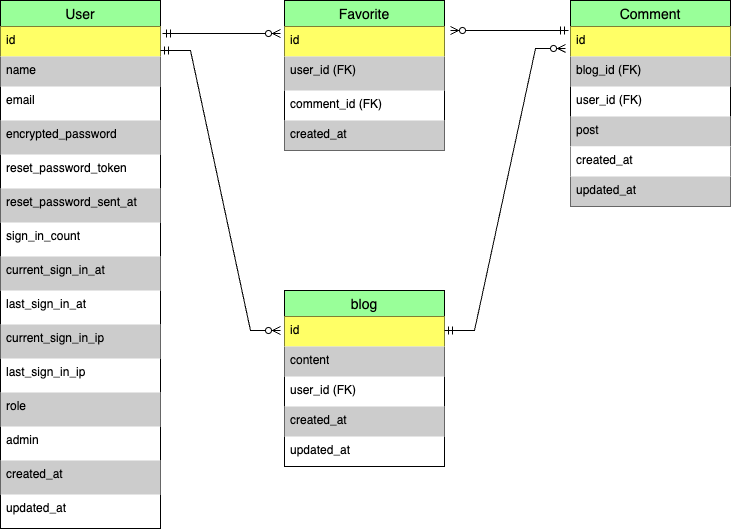 User
id
name
email
encrypted_password
reset_password_token
reset_password_sent_at
sign_in_count
current_sign_in_at
last_sign_in_at
current_sign_in_ip
last_sign_in_ip
role
admin
created_at
updated_at
Favorite
id
user_id (FK)
comment_id (FK)
created_at
Comment
id
blog_id (FK)
user_id (FK)
post
created_at
updated_at
blog
id
content
user_id (FK)
created_at
updated_at